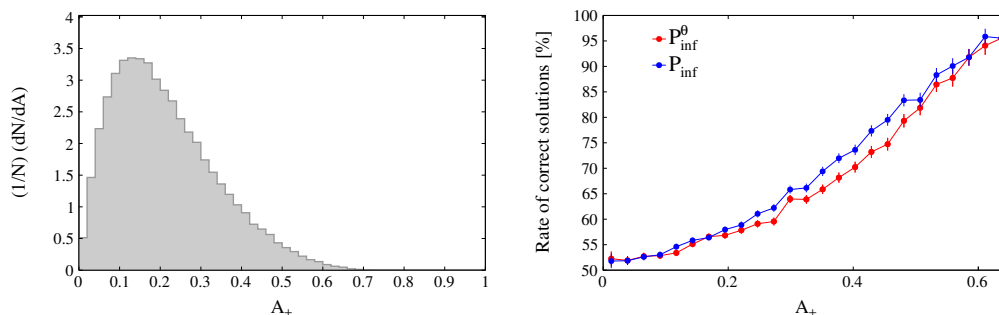 4
3.5
3
2.5
2
1.5
1
0.5
0
0 0.1 0.2 0.3 0.4 0.5 0.6 0.7 0.8 0.9 1
(1/N) (dN/dA)
A₊
100
95
90
85
80
75
70
65
60
55
50
0 0.2 0.4 0.6
Rate of correct solutions [%]
A₊
P^θ_inf
P_inf